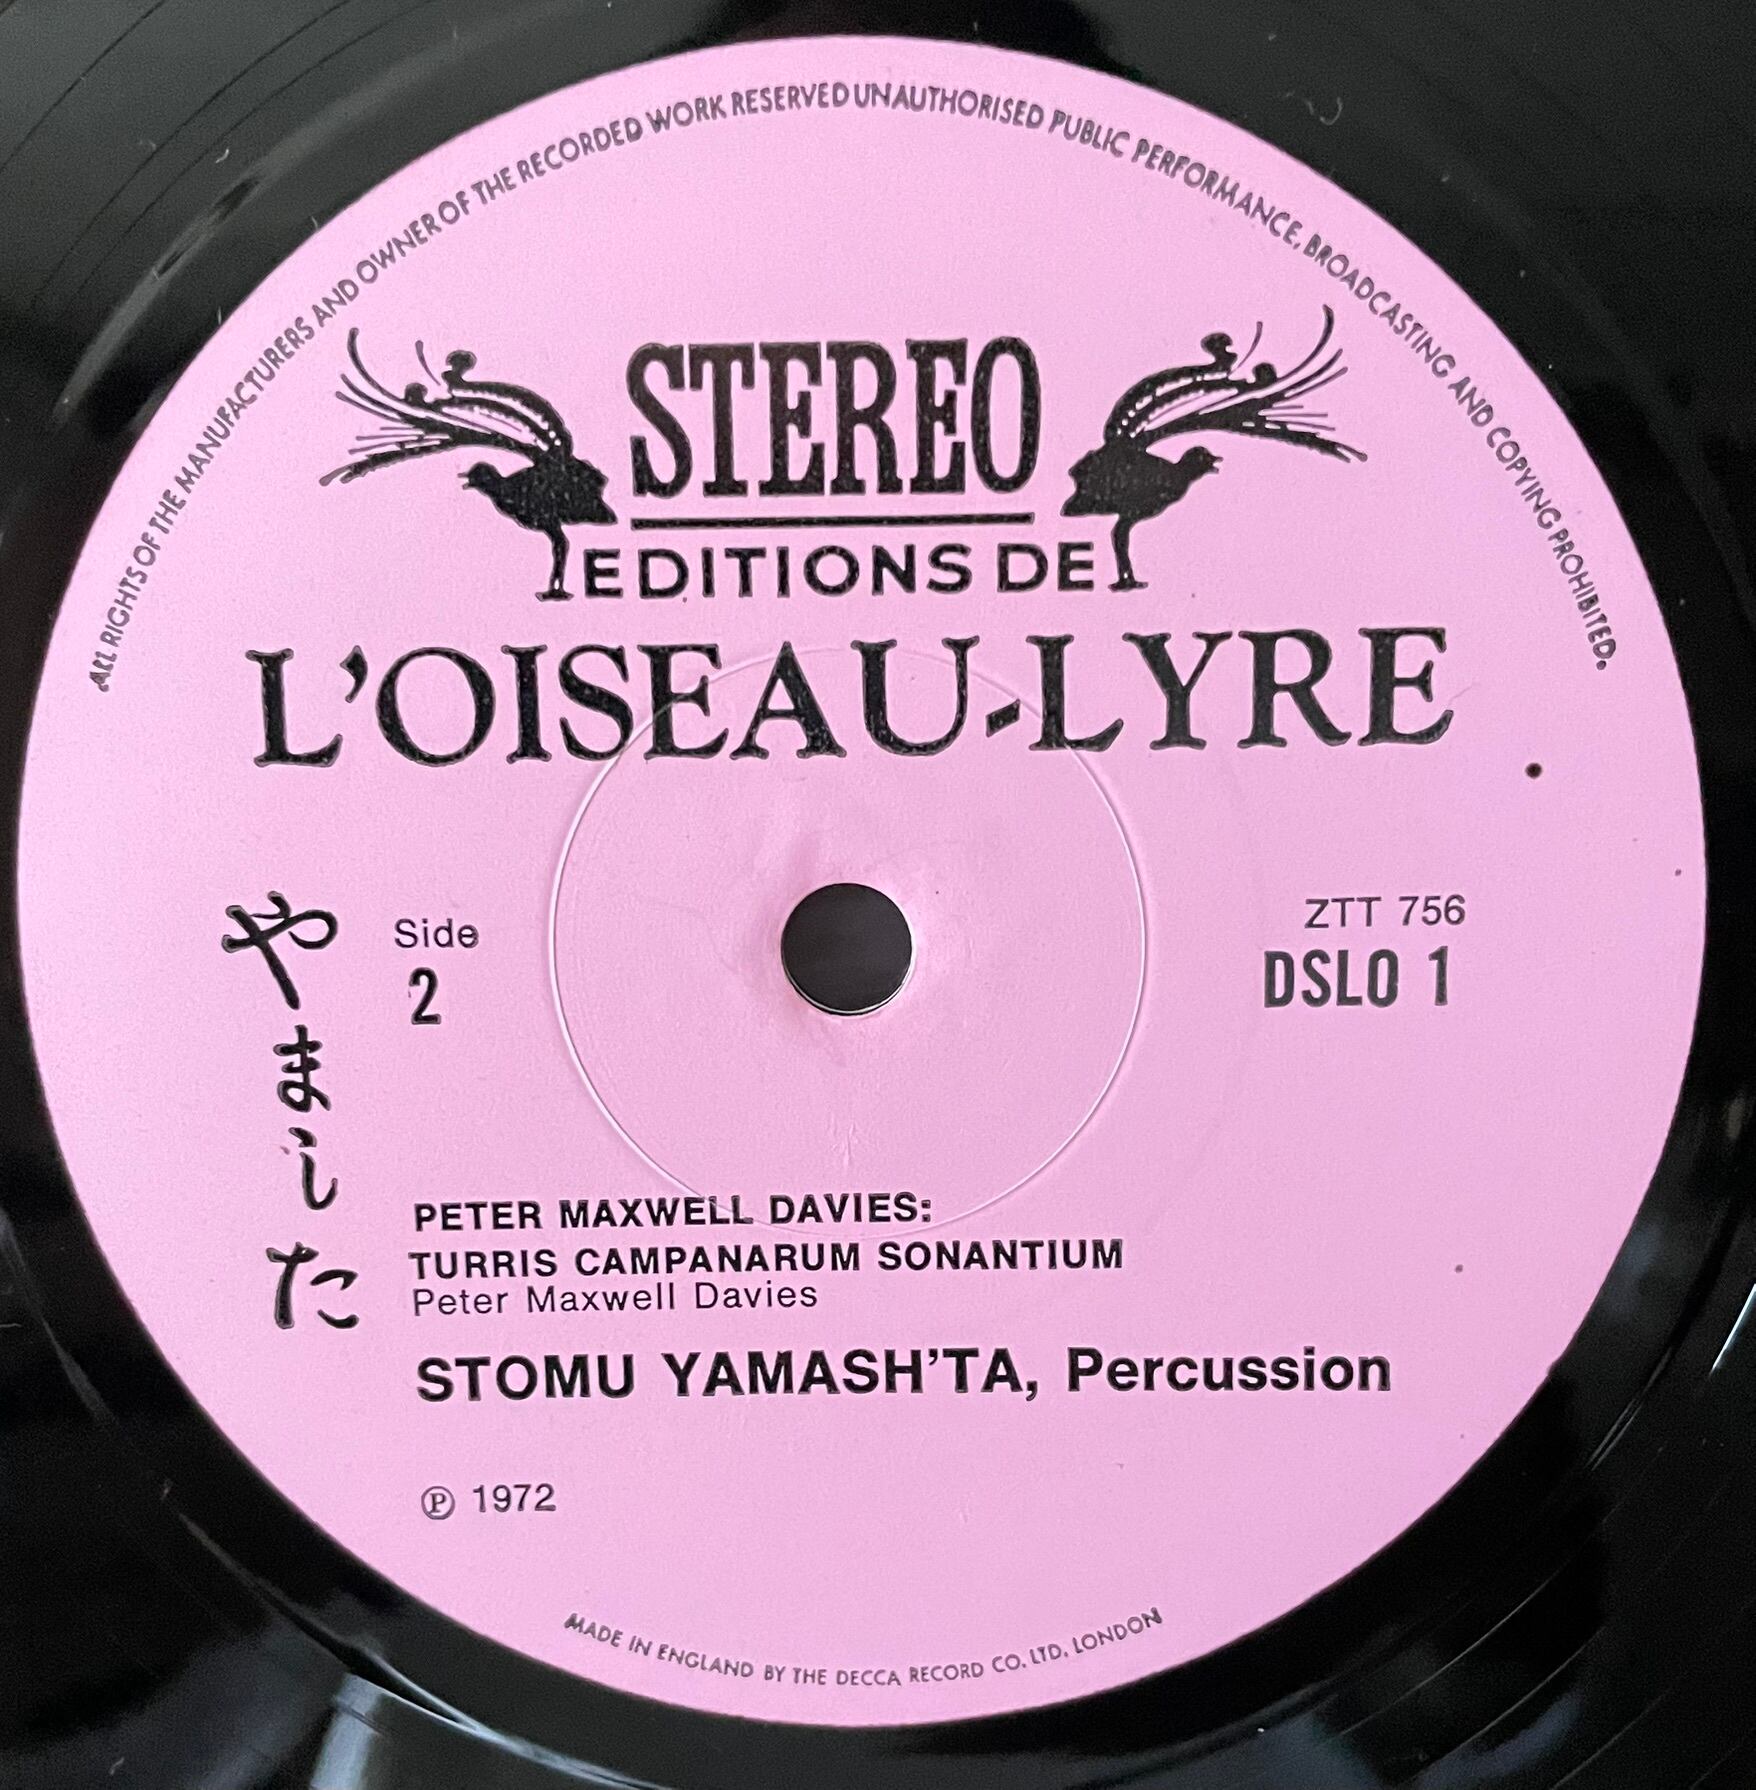 ALL RIGHTS OF THE MANUFACTURERS AND OWNER OF THE RECORDED WORK RESERVED UNAUTHORISED PUBLIC PERFORMANCE, BROADCASTING AND COPYING PROHIBITED.
STEREO
EDITIONS DE
L'OISEAU-LYRE
やました
Side
2
ZTT 756
DSLO 1
PETER MAXWELL DAVIES:
TURRIS CAMPANARUM SONANTIUM
Peter Maxwell Davies
STOMU YAMASH'TA, Percussion
℗ 1972
MADE IN ENGLAND BY THE DECCA RECORD CO. LTD. LONDON